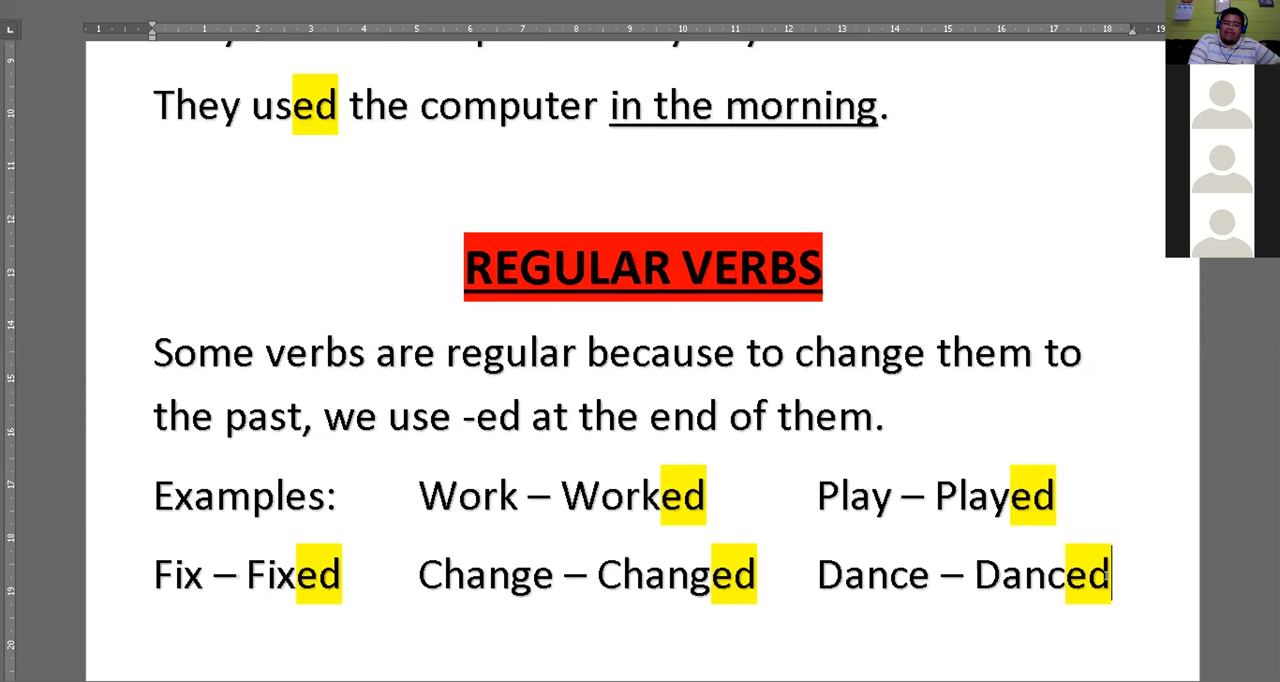 They used the computer in the morning.
REGULAR VERBS
Some verbs are regular because to change them to
the past, we use -ed at the end of them.
Examples: Work – Worked Play – Played
Fix – Fixed Change – Changed Dance – Danced